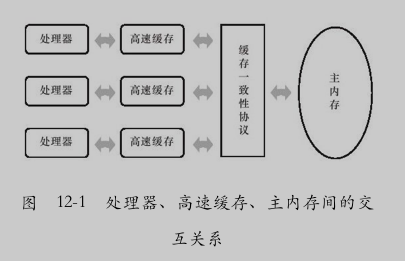 处理器
高速缓存
处理器
高速缓存
处理器
高速缓存
缓存一致性协议
主内存
图 12-1 处理器、高速缓存、主内存间的交
互关系